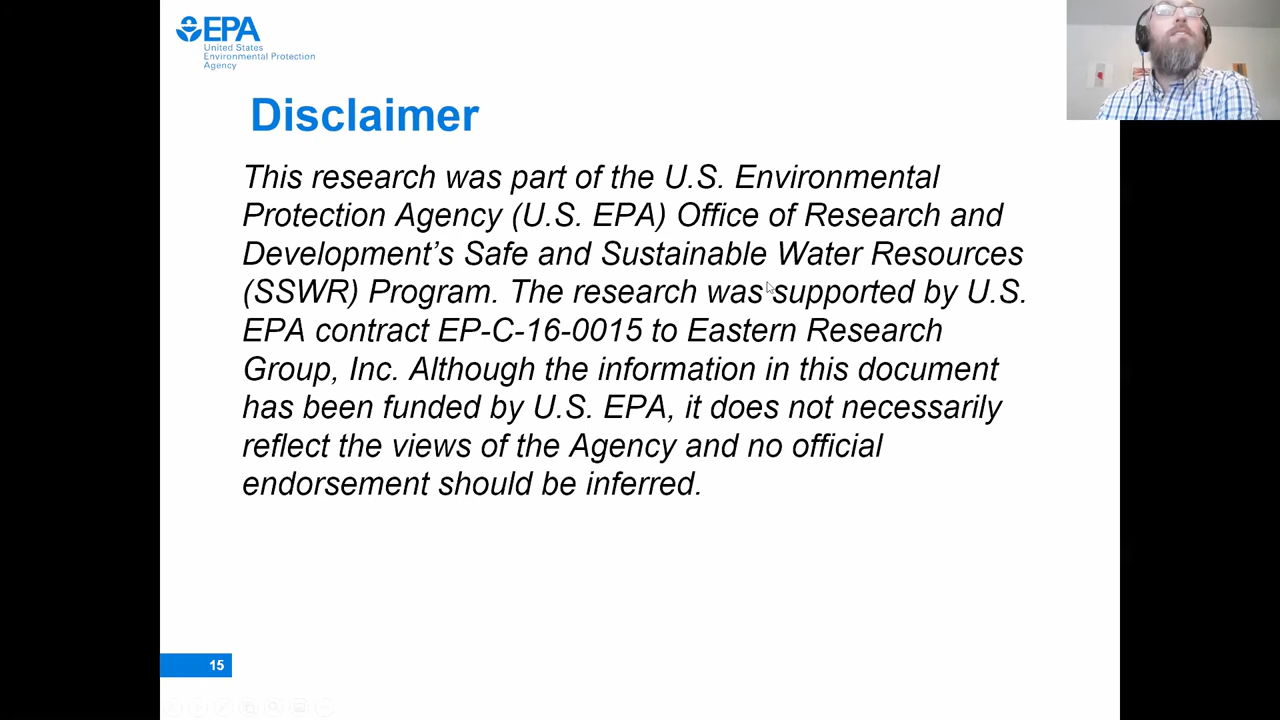 EPA
United States
Environmental Protection
Agency
Disclaimer
This research was part of the U.S. Environmental
Protection Agency (U.S. EPA) Office of Research and
Development’s Safe and Sustainable Water Resources
(SSWR) Program. The research was supported by U.S.
EPA contract EP-C-16-0015 to Eastern Research
Group, Inc. Although the information in this document
has been funded by U.S. EPA, it does not necessarily
reflect the views of the Agency and no official
endorsement should be inferred.
15